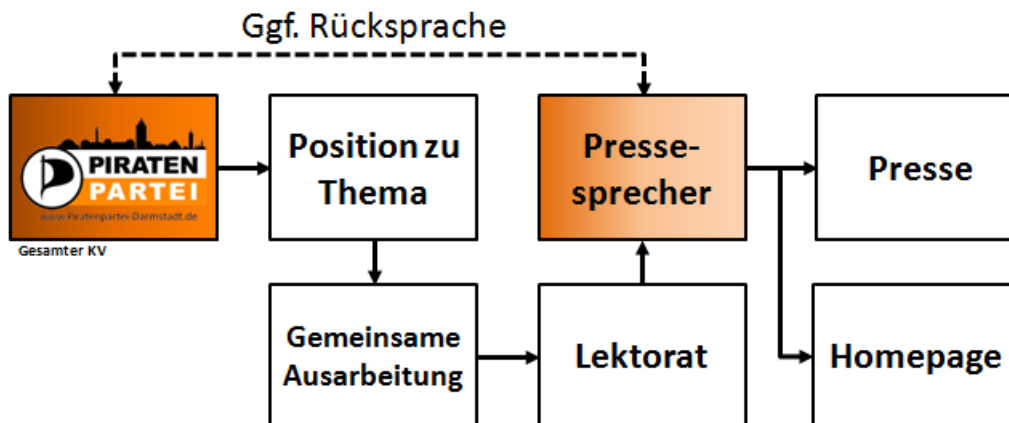 Ggf. Rücksprache
PIRATEN
PARTEI
www.Piratenpartei-Darmstadt.de
Gesamter KV
Position zu
Thema
Presse-
sprecher
Presse
Gemeinsame
Ausarbeitung
Lektorat
Homepage